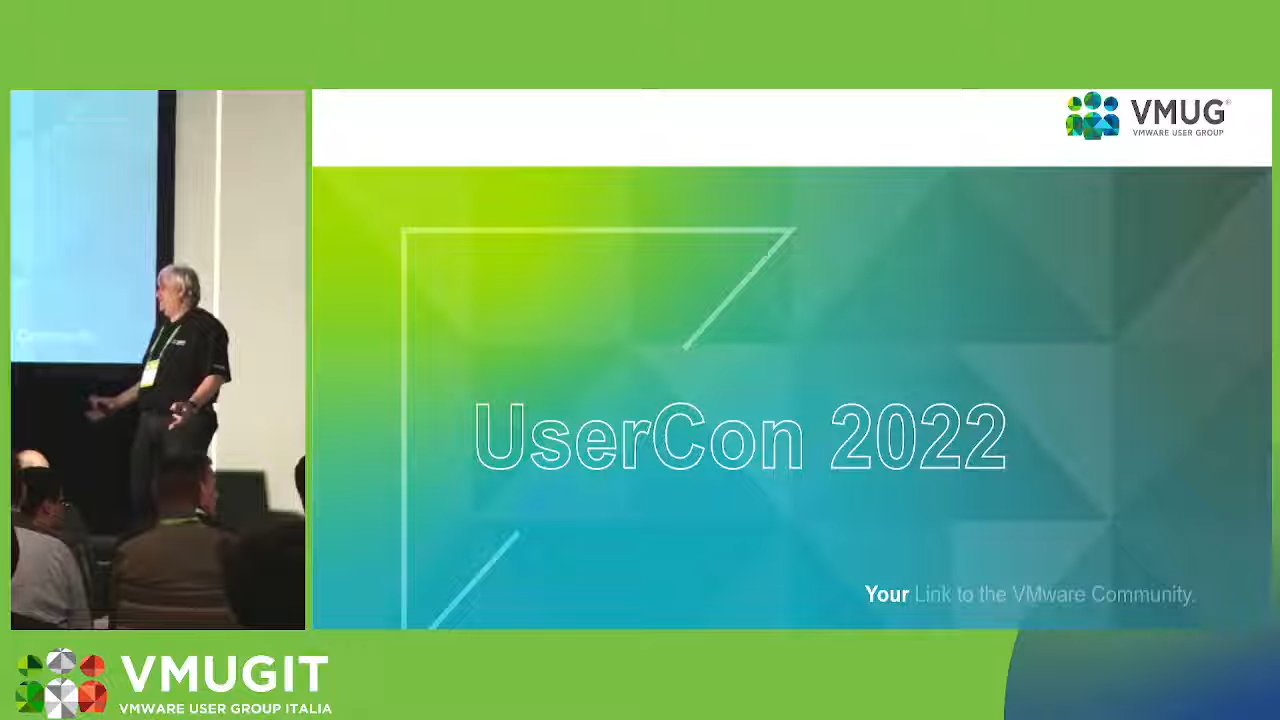 VMUG
VMWARE USER GROUP
UserCon 2022
Your Link to the VMware Community.
VMUGIT
VMWARE USER GROUP ITALIA